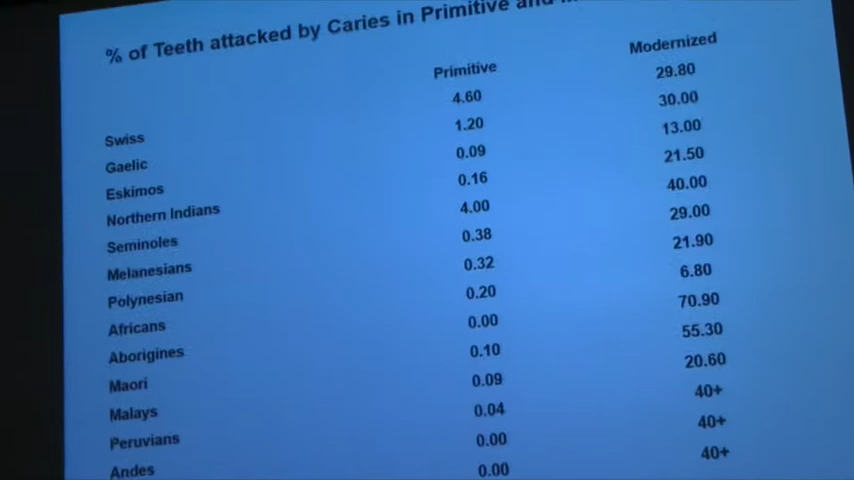 % of Teeth attacked by Caries in Primitive and
Primitive Modernized
Swiss 4.60 29.80
Gaelic 1.20 30.00
Eskimos 0.09 13.00
Northern Indians 0.16 21.50
Seminoles 4.00 40.00
Melanesians 0.38 29.00
Polynesian 0.32 21.90
Africans 0.20 6.80
Aborigines 0.00 70.90
Maori 0.10 55.30
Malays 0.09 20.60
Peruvians 0.04 40+
Andes 0.00 40+
0.00 40+